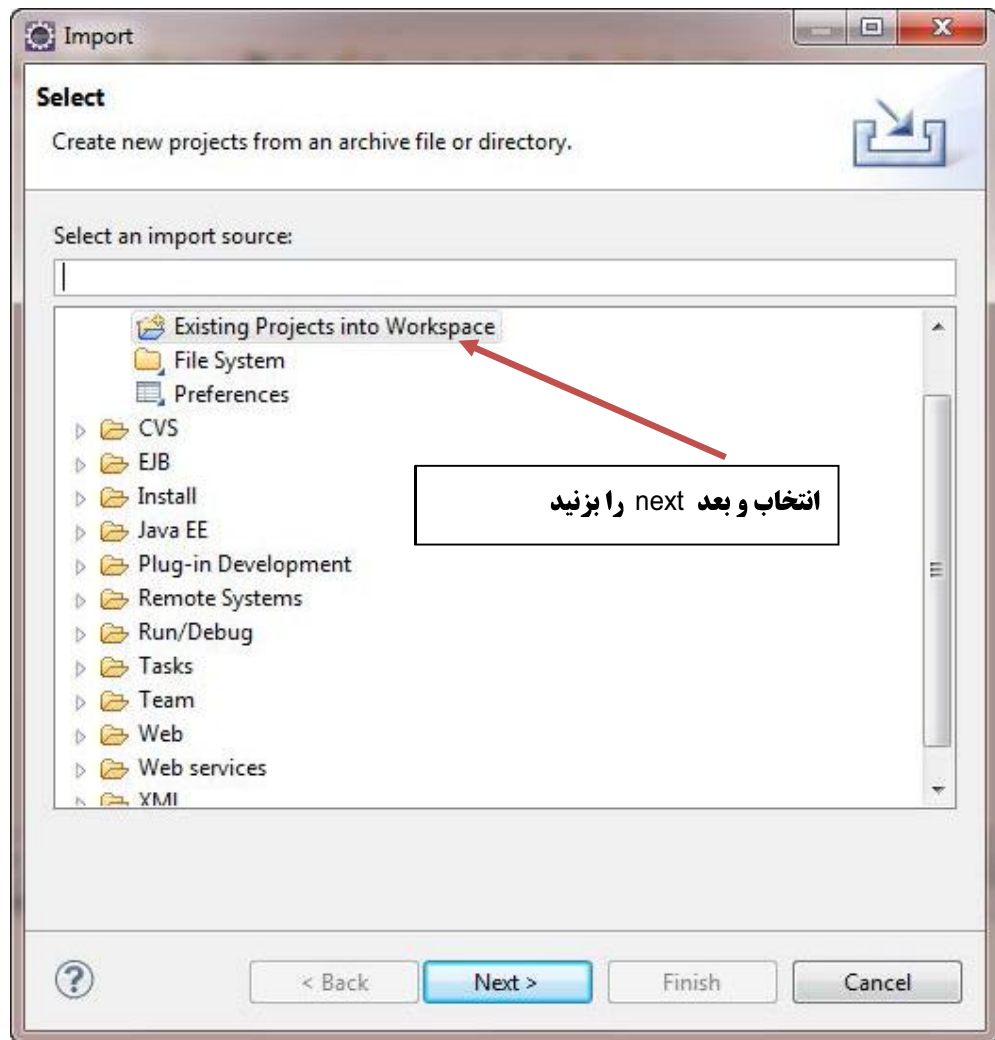 Import
Select
Create new projects from an archive file or directory.
Select an import source:
Existing Projects into Workspace
File System
Preferences
CVS
EJB
Install
انتخاب و بعد next را بزنید
Java EE
Plug-in Development
Remote Systems
Run/Debug
Tasks
Team
Web
Web services
XML
?
< Back
Next >
Finish
Cancel